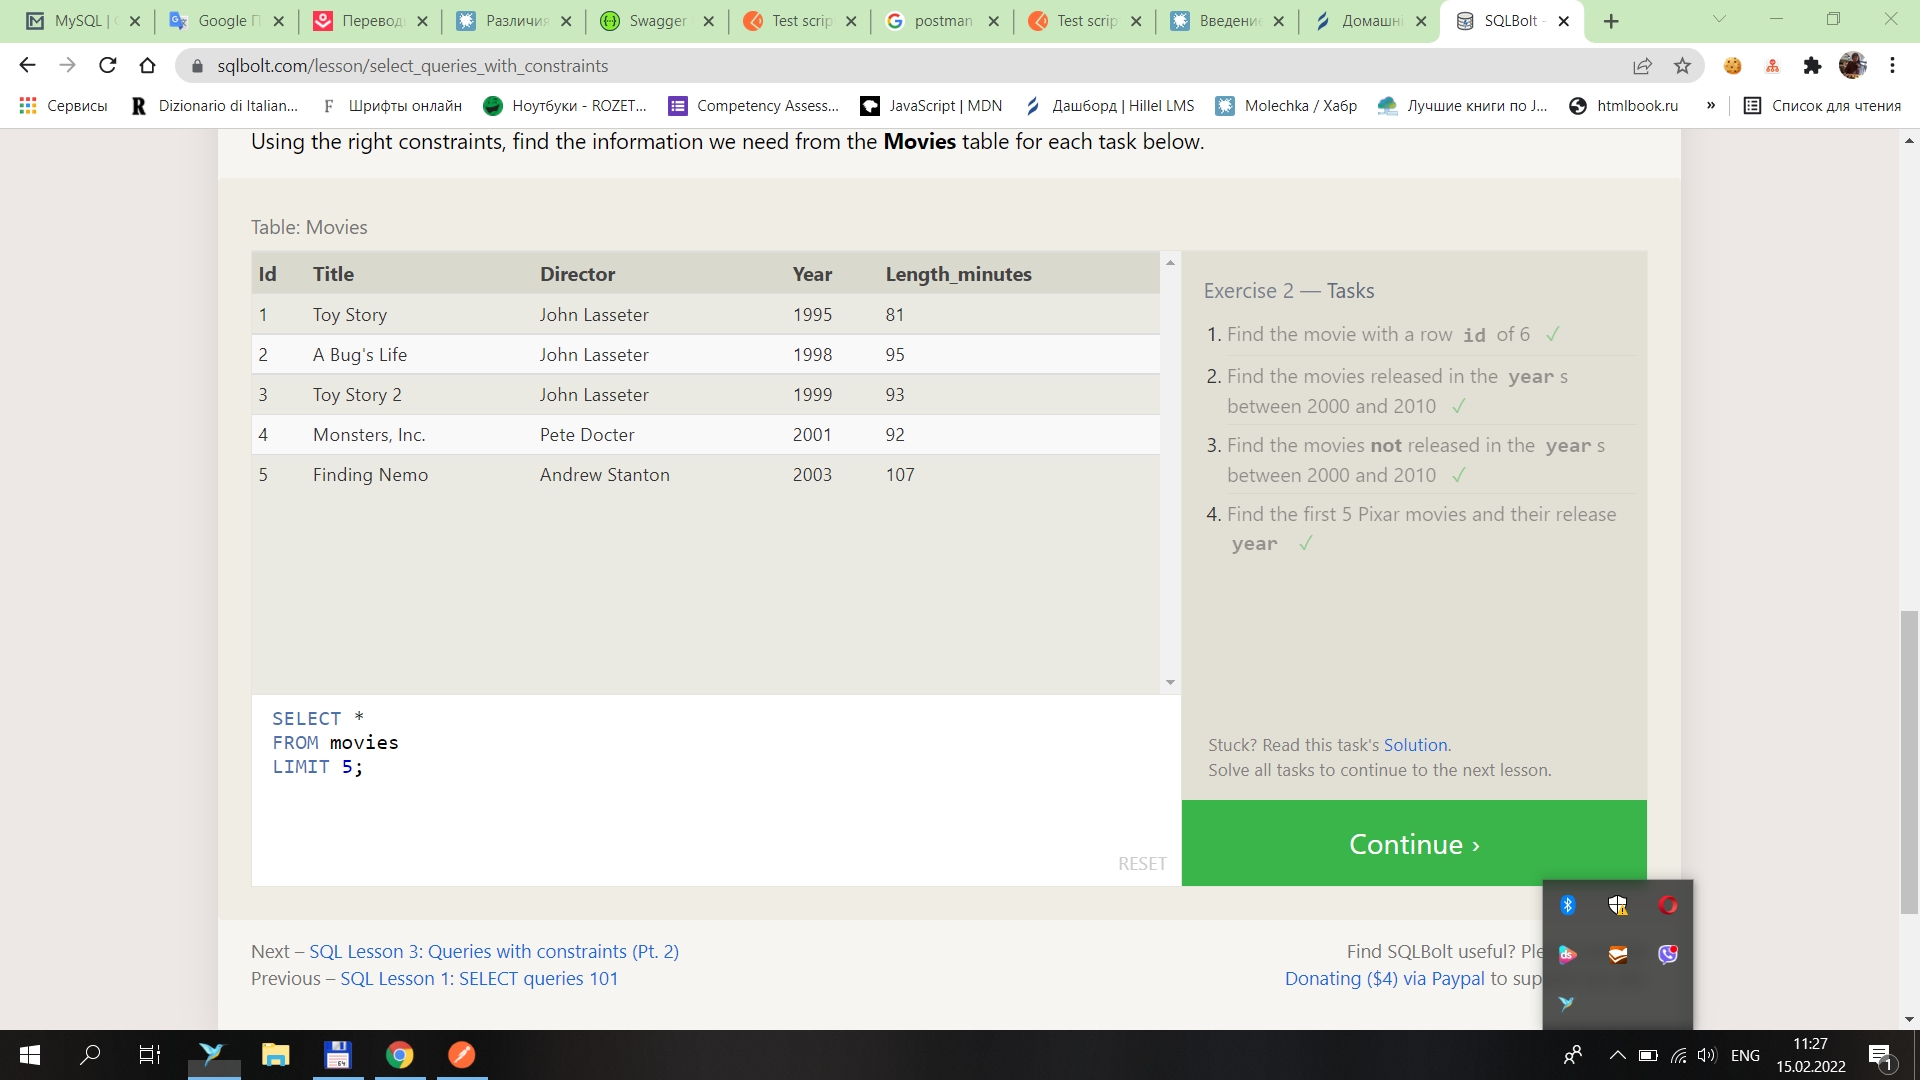 MySQL |
Google П
Перевод
Различия
Swagger
Test scrip
postman
Test scrip
Введени
Домашні
SQLBolt -
sqlbolt.com/lesson/select_queries_with_constraints
Сервисы
Dizionario di Italian...
Шрифты онлайн
Ноутбуки - ROZET...
Competency Assess...
JavaScript | MDN
Дашборд | Hillel LMS
Molechka / Хабр
Лучшие книги по J...
htmlbook.ru
»
Список для чтения
Using the right constraints, find the information we need from the Movies table for each task below.
Table: Movies
Id Title Director Year Length_minutes
1 Toy Story John Lasseter 1995 81
2 A Bug's Life John Lasseter 1998 95
3 Toy Story 2 John Lasseter 1999 93
4 Monsters, Inc. Pete Docter 2001 92
5 Finding Nemo Andrew Stanton 2003 107
SELECT *
FROM movies
LIMIT 5;
RESET
Exercise 2 — Tasks
1. Find the movie with a row id of 6 ✓
2. Find the movies released in the year s
between 2000 and 2010 ✓
3. Find the movies not released in the year s
between 2000 and 2010 ✓
4. Find the first 5 Pixar movies and their release
year ✓
Stuck? Read this task's Solution.
Solve all tasks to continue to the next lesson.
Continue ›
Next – SQL Lesson 3: Queries with constraints (Pt. 2)
Previous – SQL Lesson 1: SELECT queries 101
Find SQLBolt useful? Ple
Donating ($4) via Paypal to sup
ds
64
ENG
11:27
15.02.2022
1